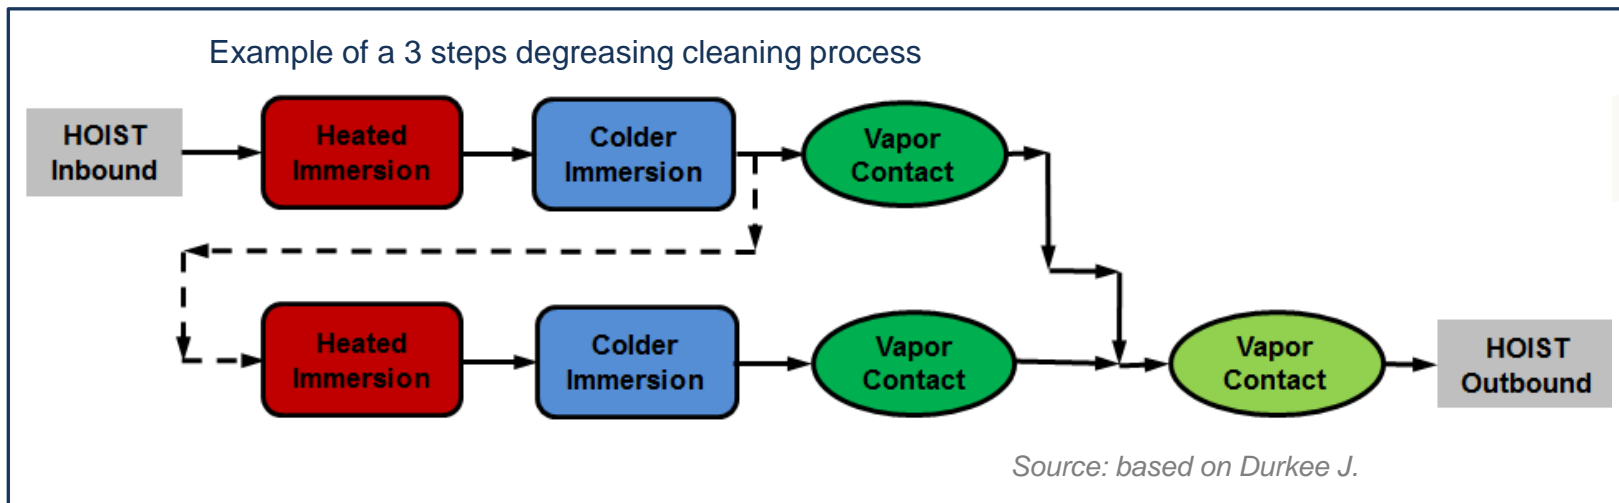 Example of a 3 steps degreasing cleaning process
HOIST
Inbound
Heated
Immersion
Colder
Immersion
Vapor
Contact
Heated
Immersion
Colder
Immersion
Vapor
Contact
Vapor
Contact
HOIST
Outbound
Source: based on Durkee J.